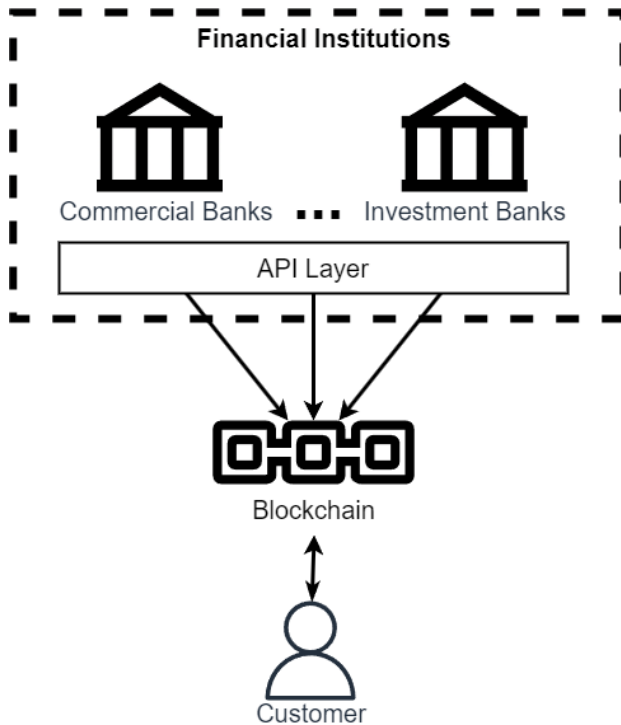 Financial Institutions
Commercial Banks ... Investment Banks
API Layer
Blockchain
Customer